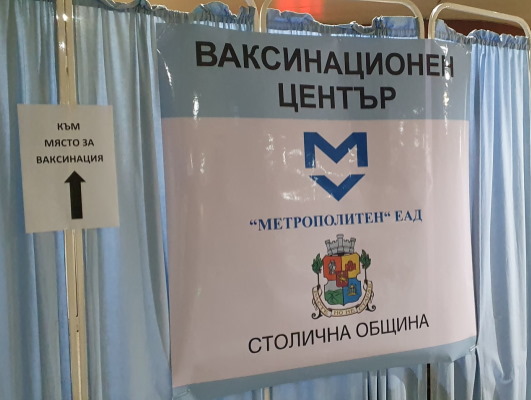 КЪМ
МЯСТО ЗА
ВАКСИНАЦИЯ
ВАКСИНАЦИОНЕН
ЦЕНТЪР
М
"МЕТРОПОЛИТЕН" ЕАД
СТОЛИЧНА ОБЩИНА